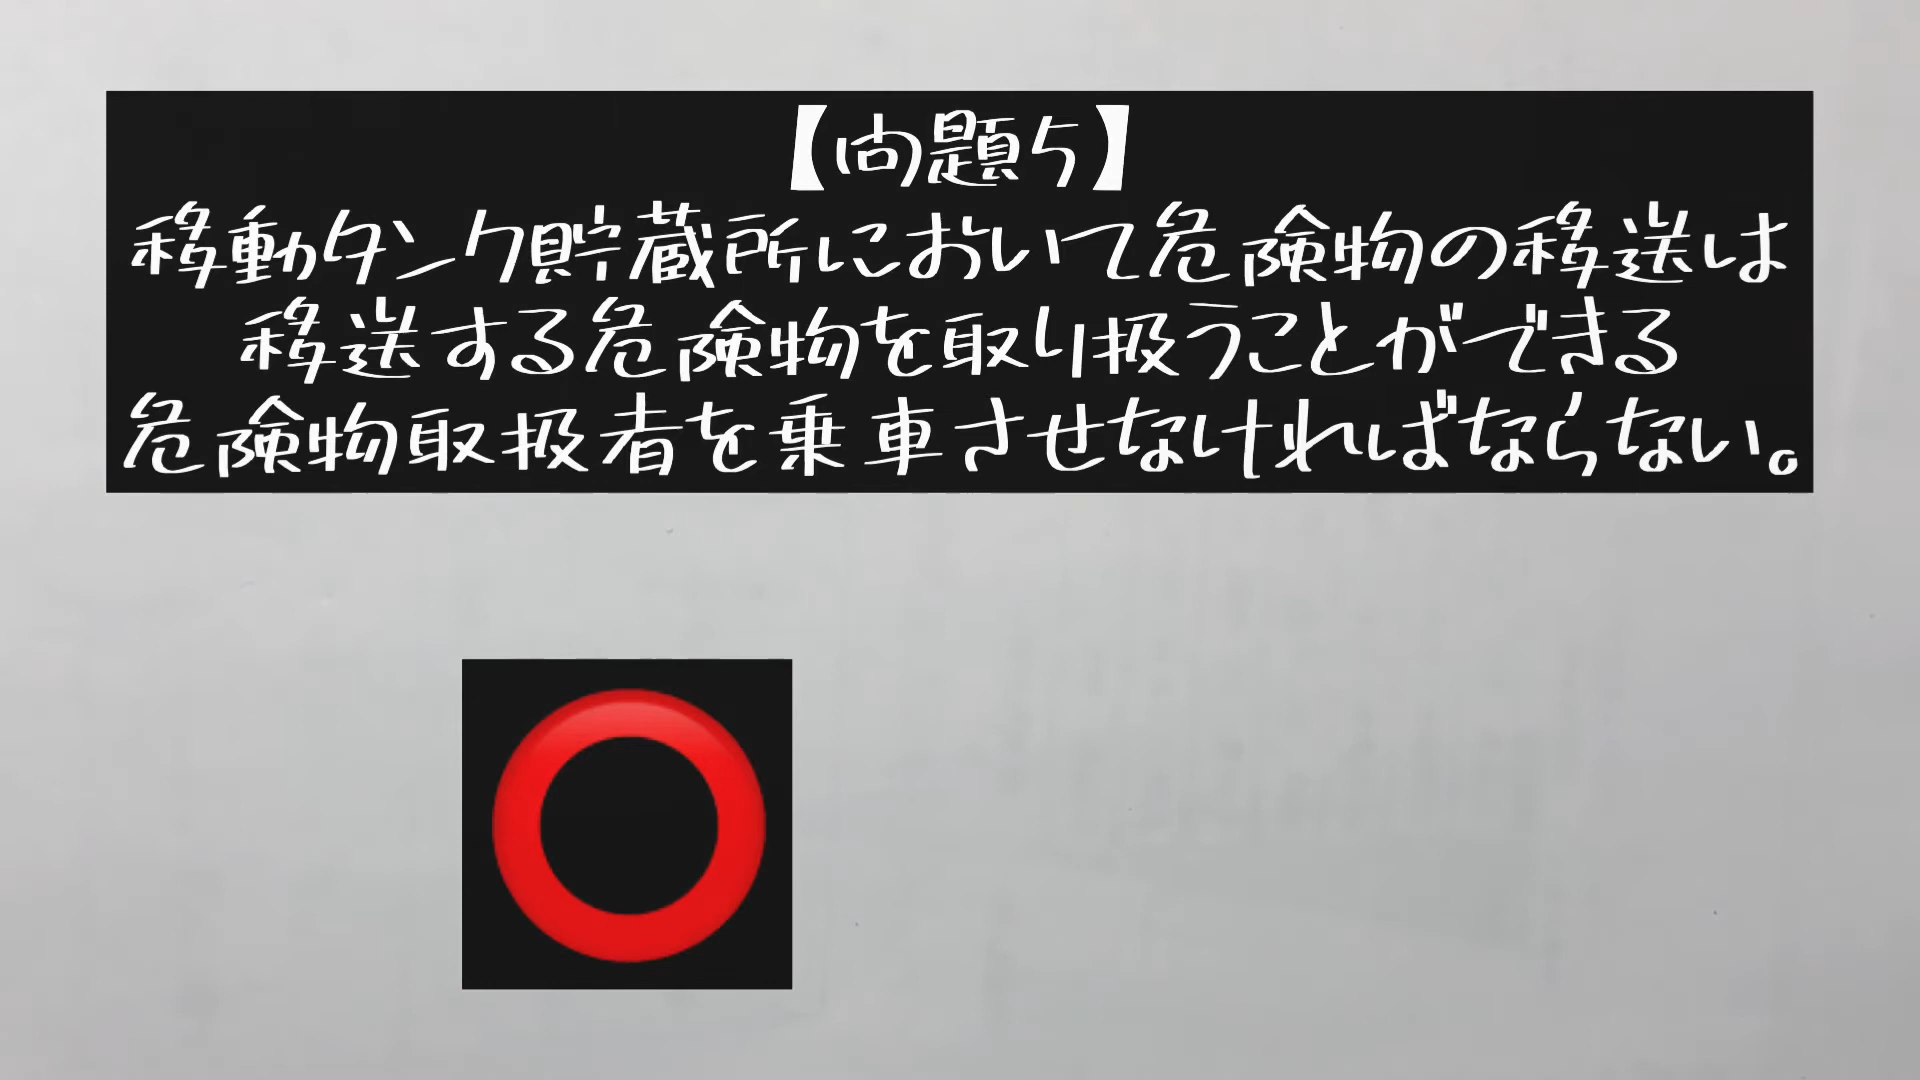 【問題5】
移動タンク貯蔵所において危険物の移送は
移送する危険物を取り扱うことができる
危険物取扱者を乗車させなければならない。